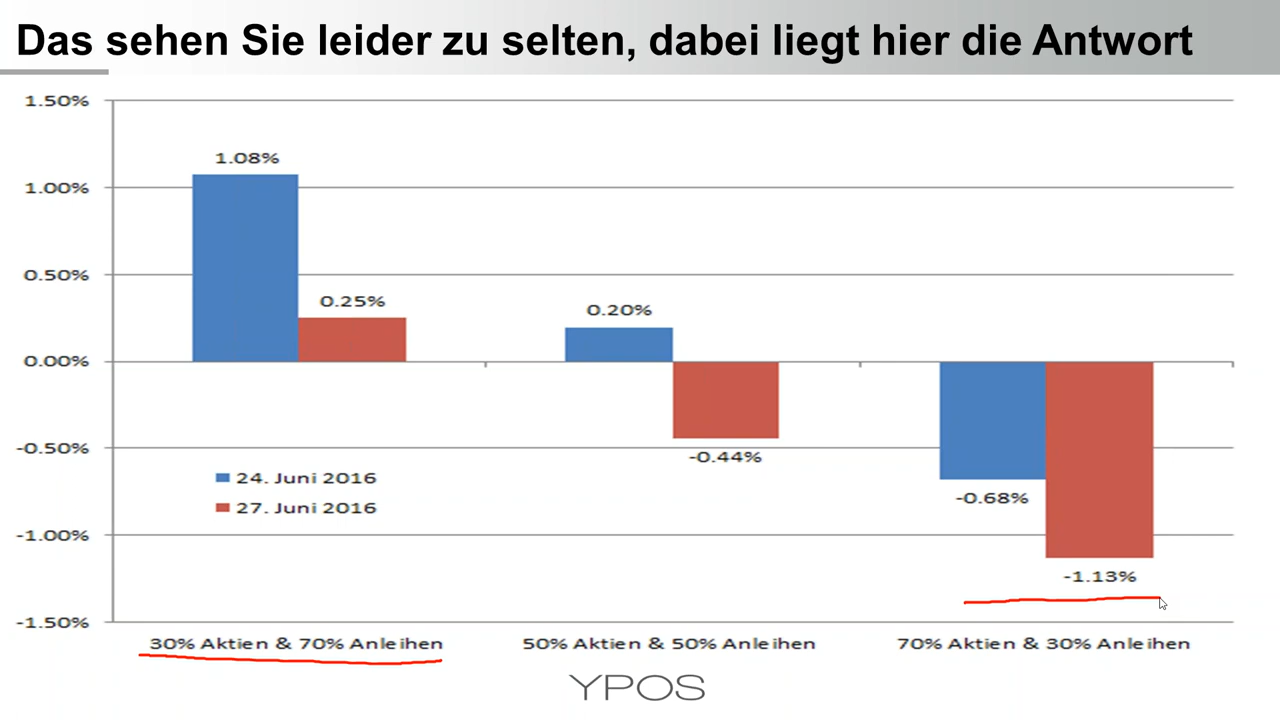 Das sehen Sie leider zu selten, dabei liegt hier die Antwort
1.50%
1.08%
1.00%
0.50%
0.25%
0.20%
0.00%
-0.50%
-0.44%
24. Juni 2016
-0.68%
27. Juni 2016
-1.00%
-1.13%
-1.50%
30% Aktien & 70% Anleihen
50% Aktien & 50% Anleihen
70% Aktien & 30% Anleihen
YPOS